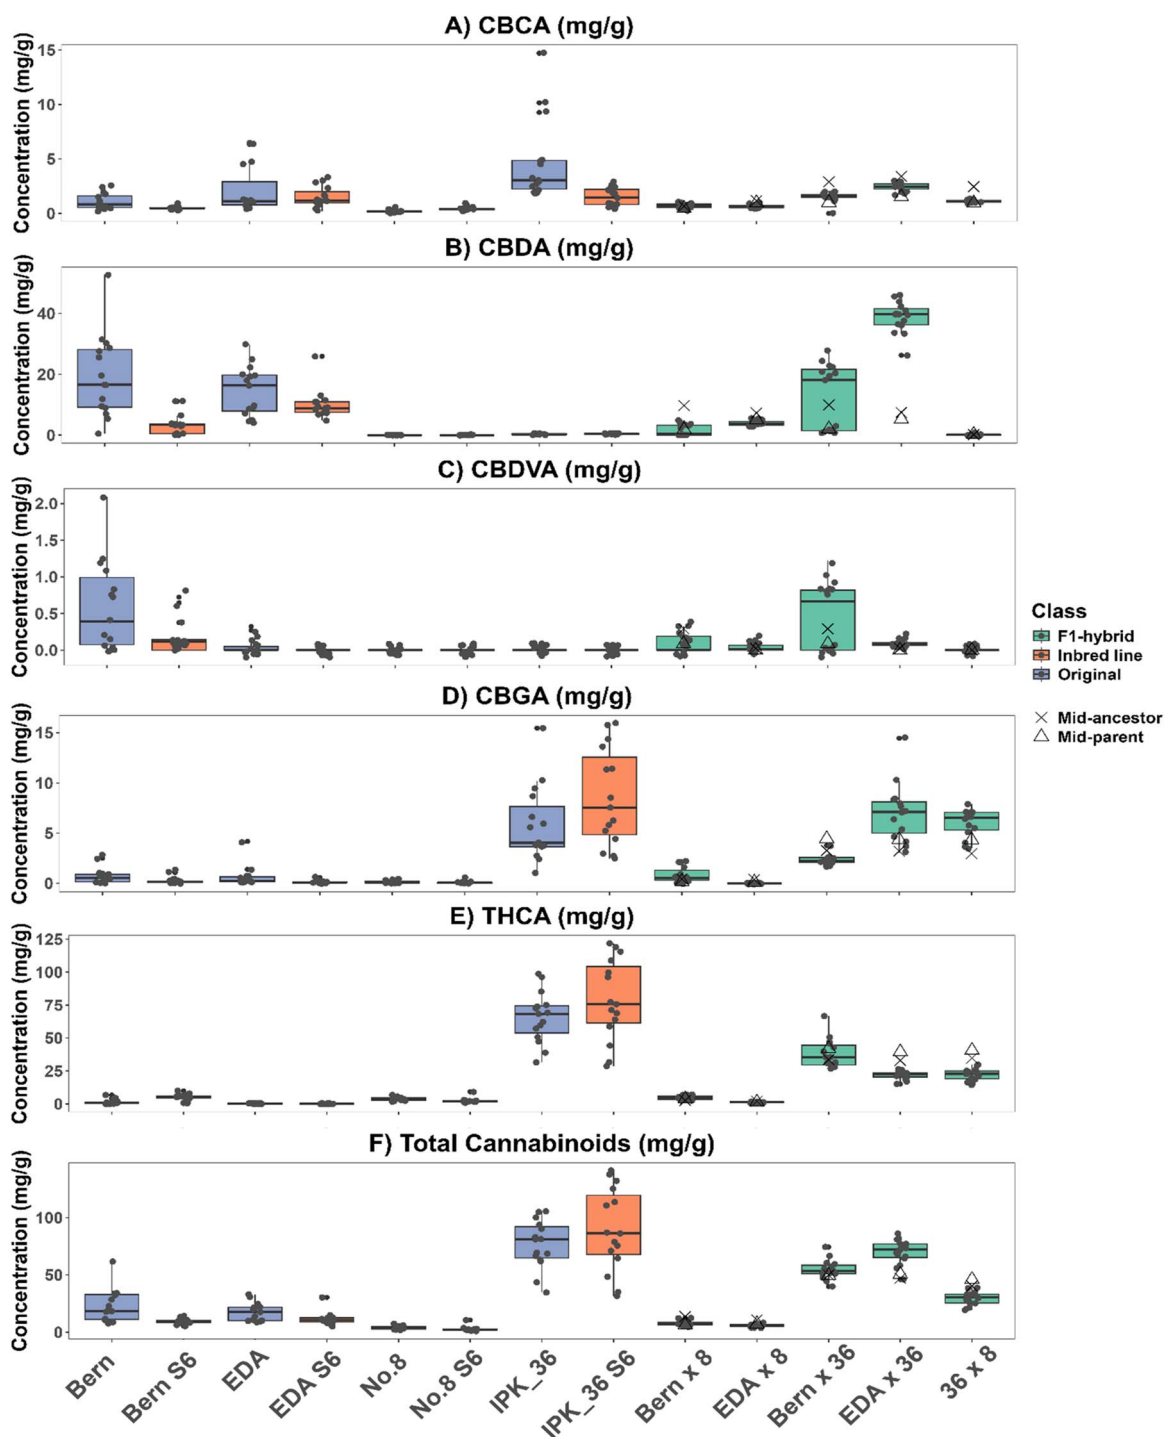 A) CBCA (mg/g)
Concentration (mg/g)
15
10
5
0
B) CBDA (mg/g)
Concentration (mg/g)
40
20
0
C) CBDVA (mg/g)
Concentration (mg/g)
2.0
1.5
1.0
0.5
0.0
Class
F1-hybrid
Inbred line
Original
Mid-ancestor
Mid-parent
D) CBGA (mg/g)
Concentration (mg/g)
15
10
5
0
E) THCA (mg/g)
Concentration (mg/g)
125
100
75
50
25
0
F) Total Cannabinoids (mg/g)
Concentration (mg/g)
100
50
0
Bern
Bern S6
EDA
EDA S6
No.8
No.8 S6
IPK_36
IPK_36 S6
Bern x 8
EDA x 8
Bern x 36
EDA x 36
36 x 8